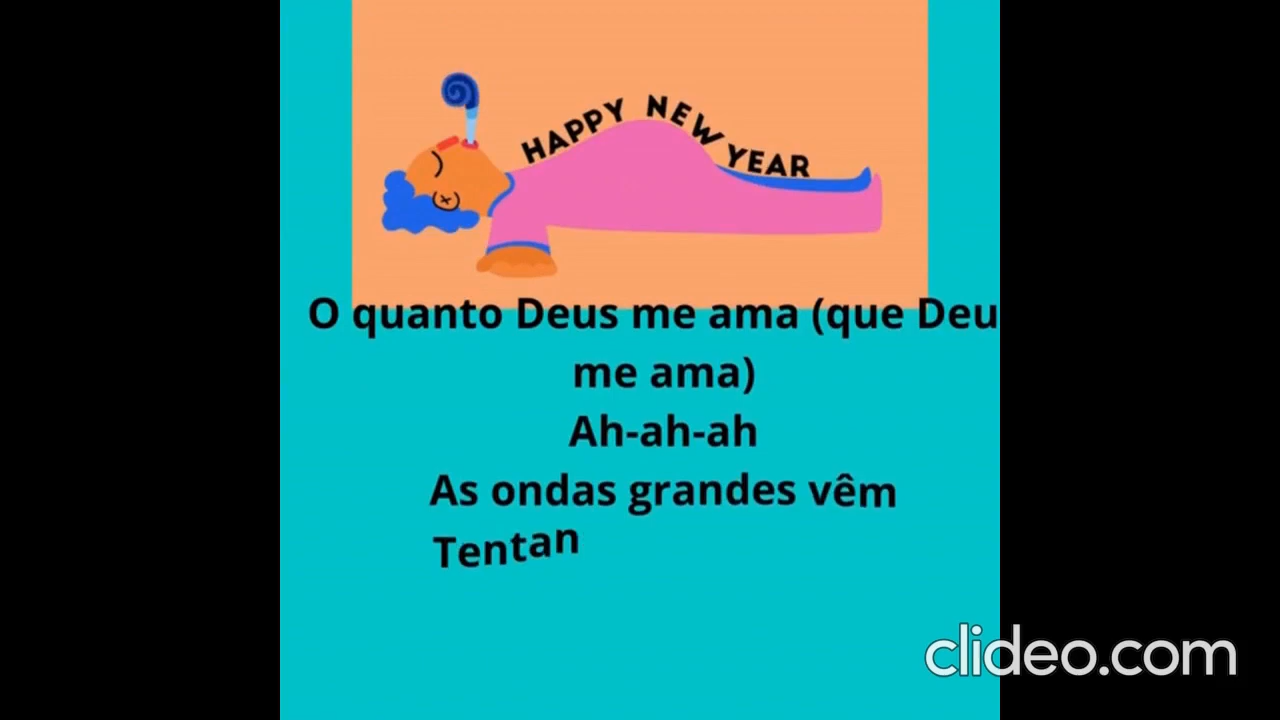 HAPPY NEW YEAR
O quanto Deus me ama (que Deu
me ama)
Ah-ah-ah
As ondas grandes vêm
Tentan
clideo.com